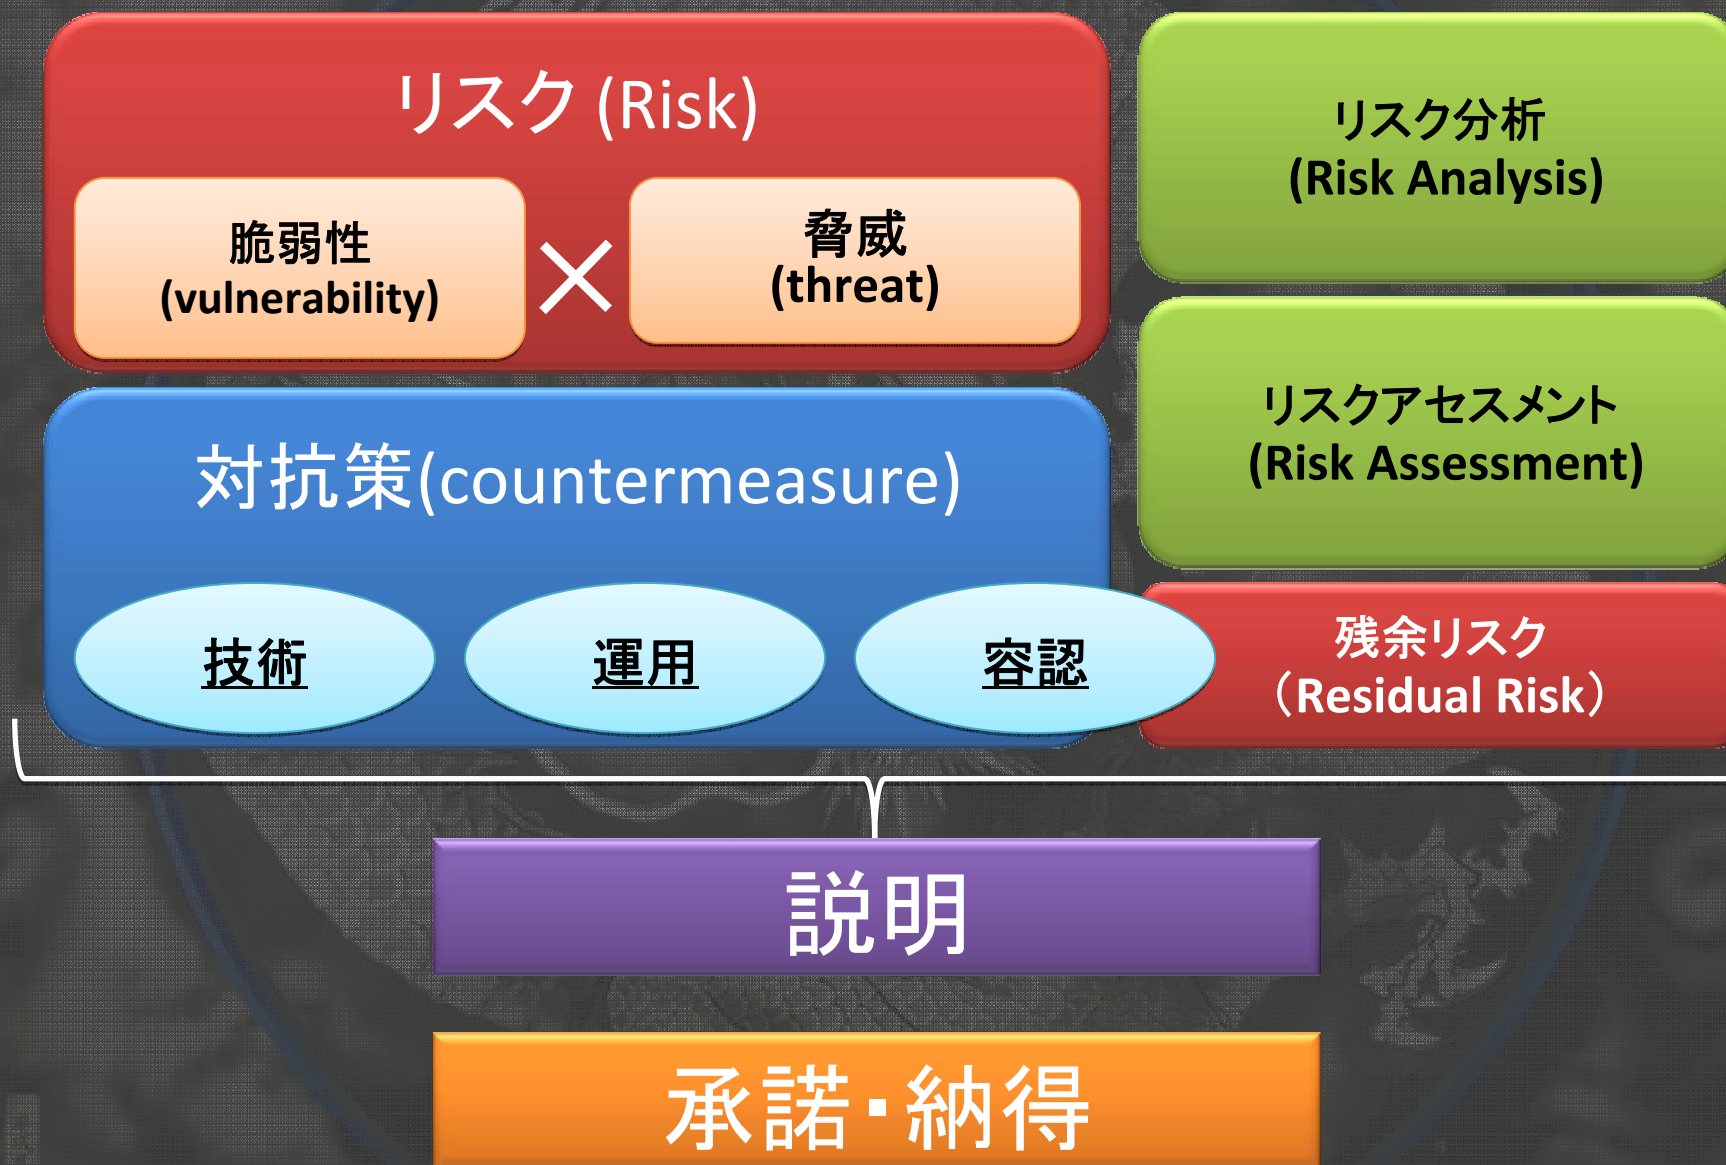 リスク (Risk)
脆弱性
(vulnerability)
×
脅威
(threat)
対抗策(countermeasure)
技術
運用
容認
リスク分析
(Risk Analysis)
リスクアセスメント
(Risk Assessment)
残余リスク
（Residual Risk）
説明
承諾・納得